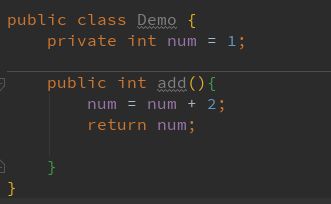 public class Demo {
    private int num = 1;
    public int add(){
        num = num + 2;
        return num;
    }
}